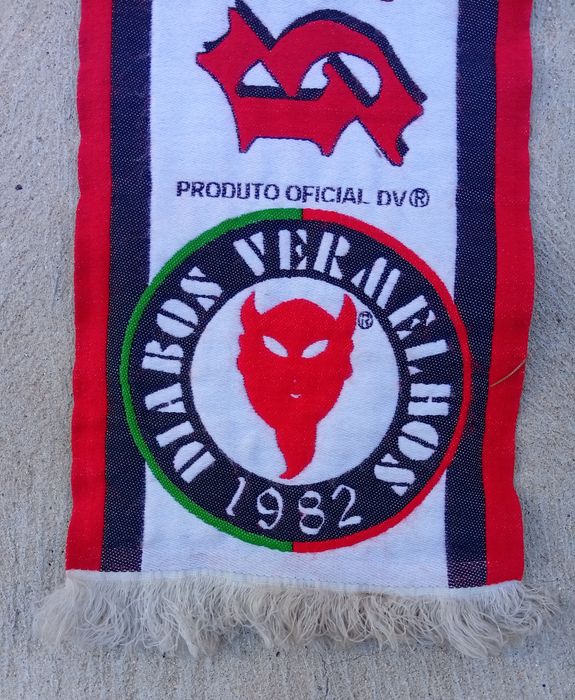 S
PRODUTO OFICIAL DV®
DIABOS VERMELHOS
®
1982